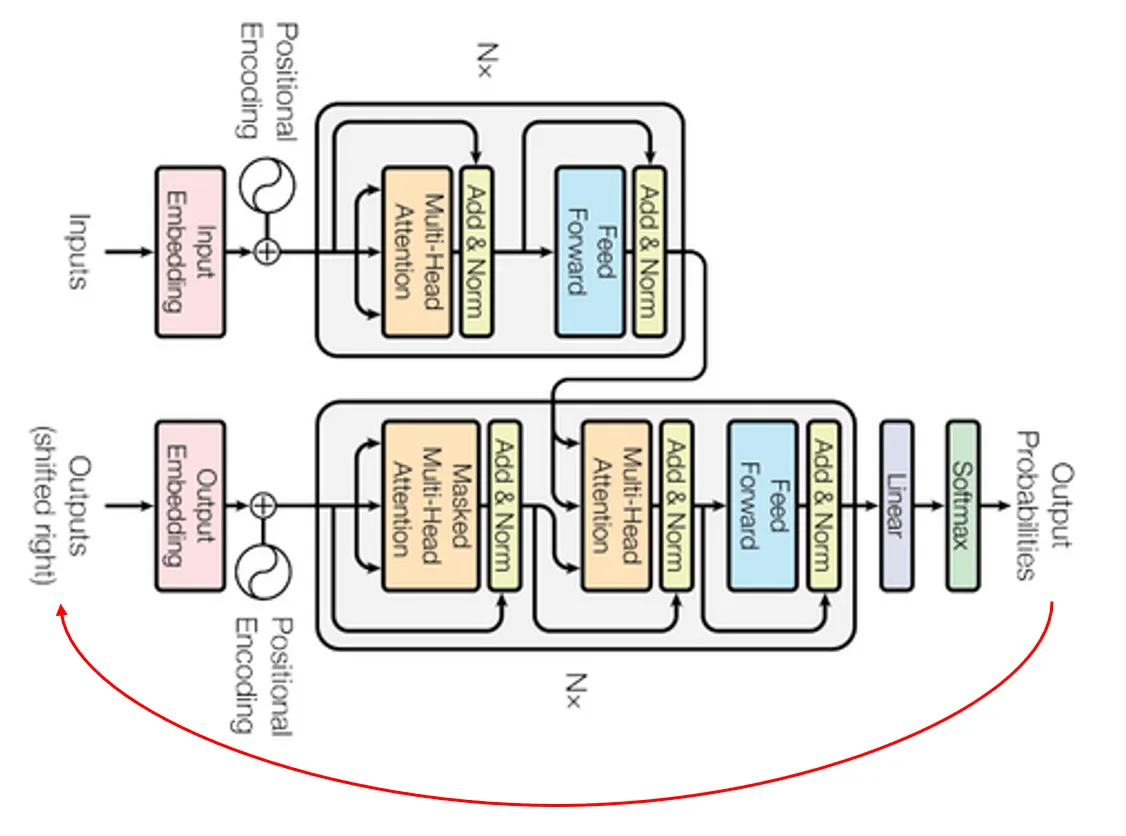 Inputs
Input
Embedding
Positional
Encoding
Nx
Multi-Head
Attention
Add & Norm
Feed
Forward
Add & Norm
Outputs
(shifted right)
Output
Embedding
Positional
Encoding
Masked
Multi-Head
Attention
Add & Norm
Multi-Head
Attention
Add & Norm
Feed
Forward
Add & Norm
Nx
Linear
Softmax
Output
Probabilities